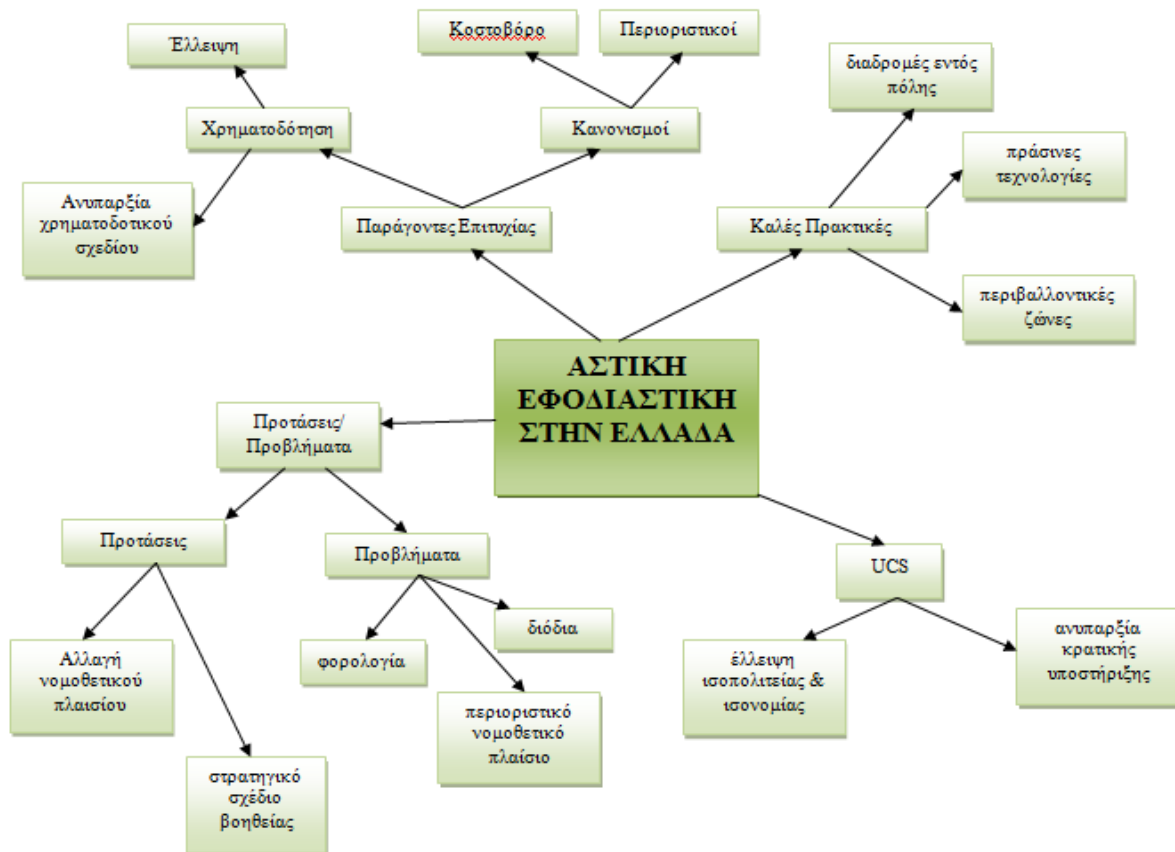 Έλλειψη
Κοστοβόρο
Περιοριστικοί
διαδρομές εντός
πόλης
Χρηματοδότηση
Κανονισμοί
πράσινες
τεχνολογίες
Ανυπαρξία
χρηματοδοτικού
σχεδίου
Παράγοντες Επιτυχίας
Καλές Πρακτικές
περιβαλλοντικές
ζώνες
ΑΣΤΙΚΗ
ΕΦΟΔΙΑΣΤΙΚΗ
ΣΤΗΝ ΕΛΛΑΔΑ
Προτάσεις/
Προβλήματα
Προτάσεις
Προβλήματα
UCS
διόδια
φορολογία
Αλλαγή
νομοθετικού
πλαισίου
περιοριστικό
νομοθετικό
πλαίσιο
στρατηγικό
σχέδιο
βοηθείας
έλλειψη
ισοπολιτείας &
ισονομίας
ανυπαρξία
κρατικής
υποστήριξης